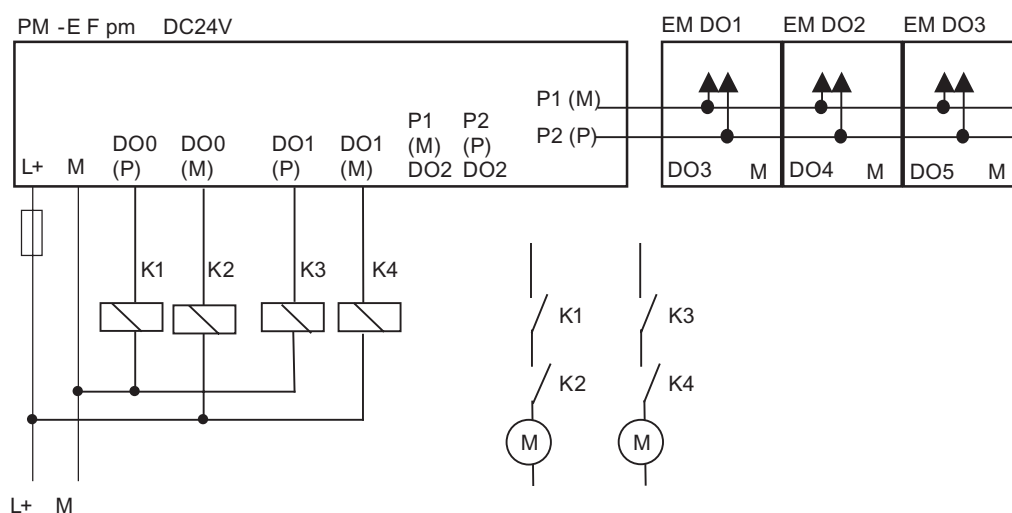 PM -E F pm DC24V
EM DO1 EM DO2 EM DO3
P1 (M)
P2 (P)
L+ M
DO0
(P)
DO0
(M)
DO1
(P)
DO1
(M)
P1
(M)
DO2
P2
(P)
DO2
DO3 M
DO4 M
DO5 M
K1 K2 K3 K4
K1 K3
K2 K4
M M
L+ M